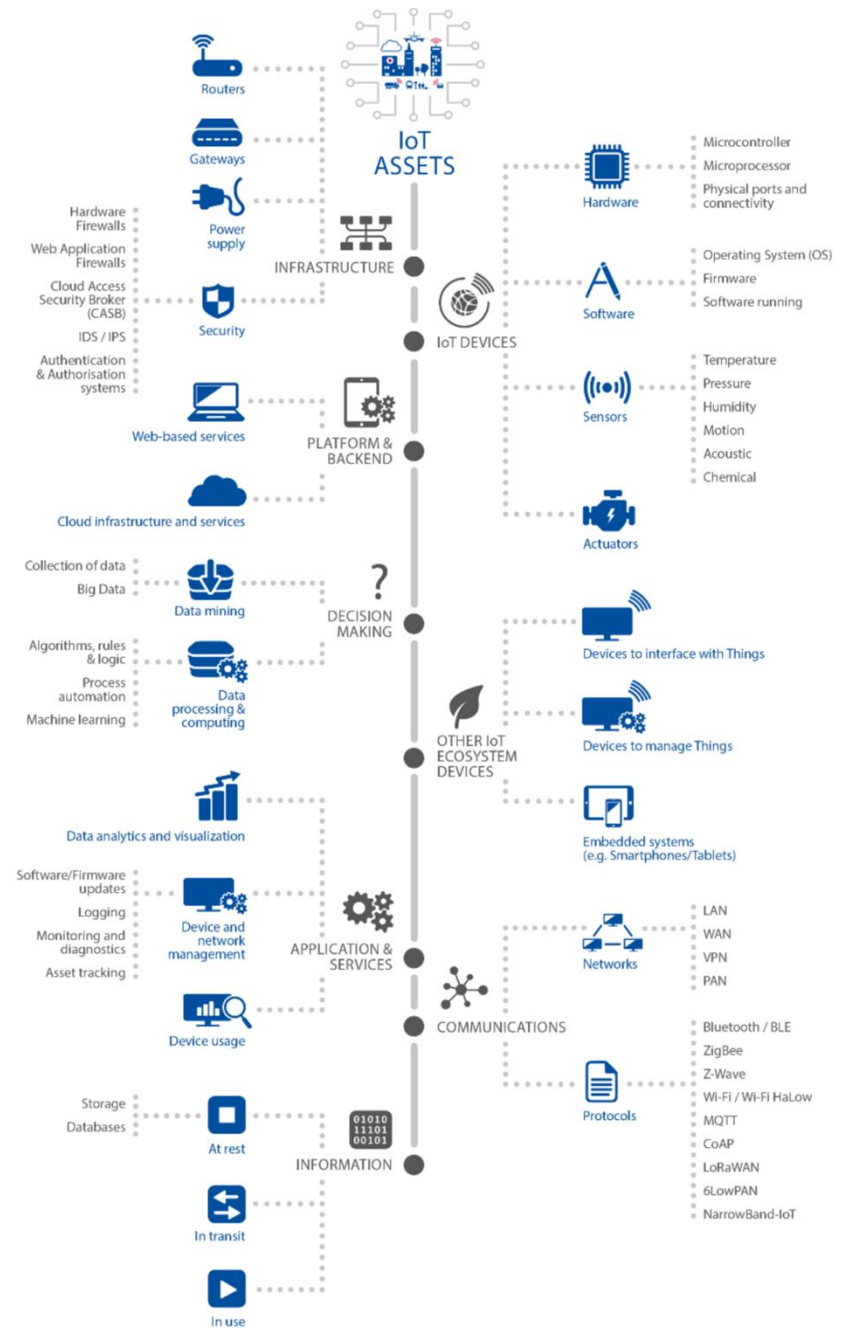 IoT
ASSETS
Routers
Gateways
Power
supply
INFRASTRUCTURE
Hardware
Firewalls
Web Application
Firewalls
Cloud Access
Security Broker
(CASB)
IDS / IPS
Authentication
& Authorisation
systems
Security
IoT DEVICES
Hardware
Microcontroller
Microprocessor
Physical ports and
connectivity
Software
Operating System (OS)
Firmware
Software running
Sensors
Temperature
Pressure
Humidity
Motion
Acoustic
Chemical
Actuators
PLATFORM &
BACKEND
Web-based services
Cloud infrastructure and services
DECISION
MAKING
?
Collection of data
Big Data
Data mining
Algorithms, rules
& logic
Process
automation
Machine learning
Data
processing &
computing
OTHER IoT
ECOSYSTEM
DEVICES
Devices to interface with Things
Devices to manage Things
Embedded systems
(e.g. Smartphones/Tablets)
APPLICATION &
SERVICES
Data analytics and visualization
Software/Firmware
updates
Logging
Monitoring and
diagnostics
Asset tracking
Device and
network
management
Device usage
COMMUNICATIONS
Networks
LAN
WAN
VPN
PAN
Protocols
Bluetooth / BLE
ZigBee
Z-Wave
Wi-Fi / Wi-Fi HaLow
MQTT
CoAP
LoRaWAN
6LowPAN
NarrowBand-IoT
01010
11101
00101
INFORMATION
Storage
Databases
At rest
In transit
In use